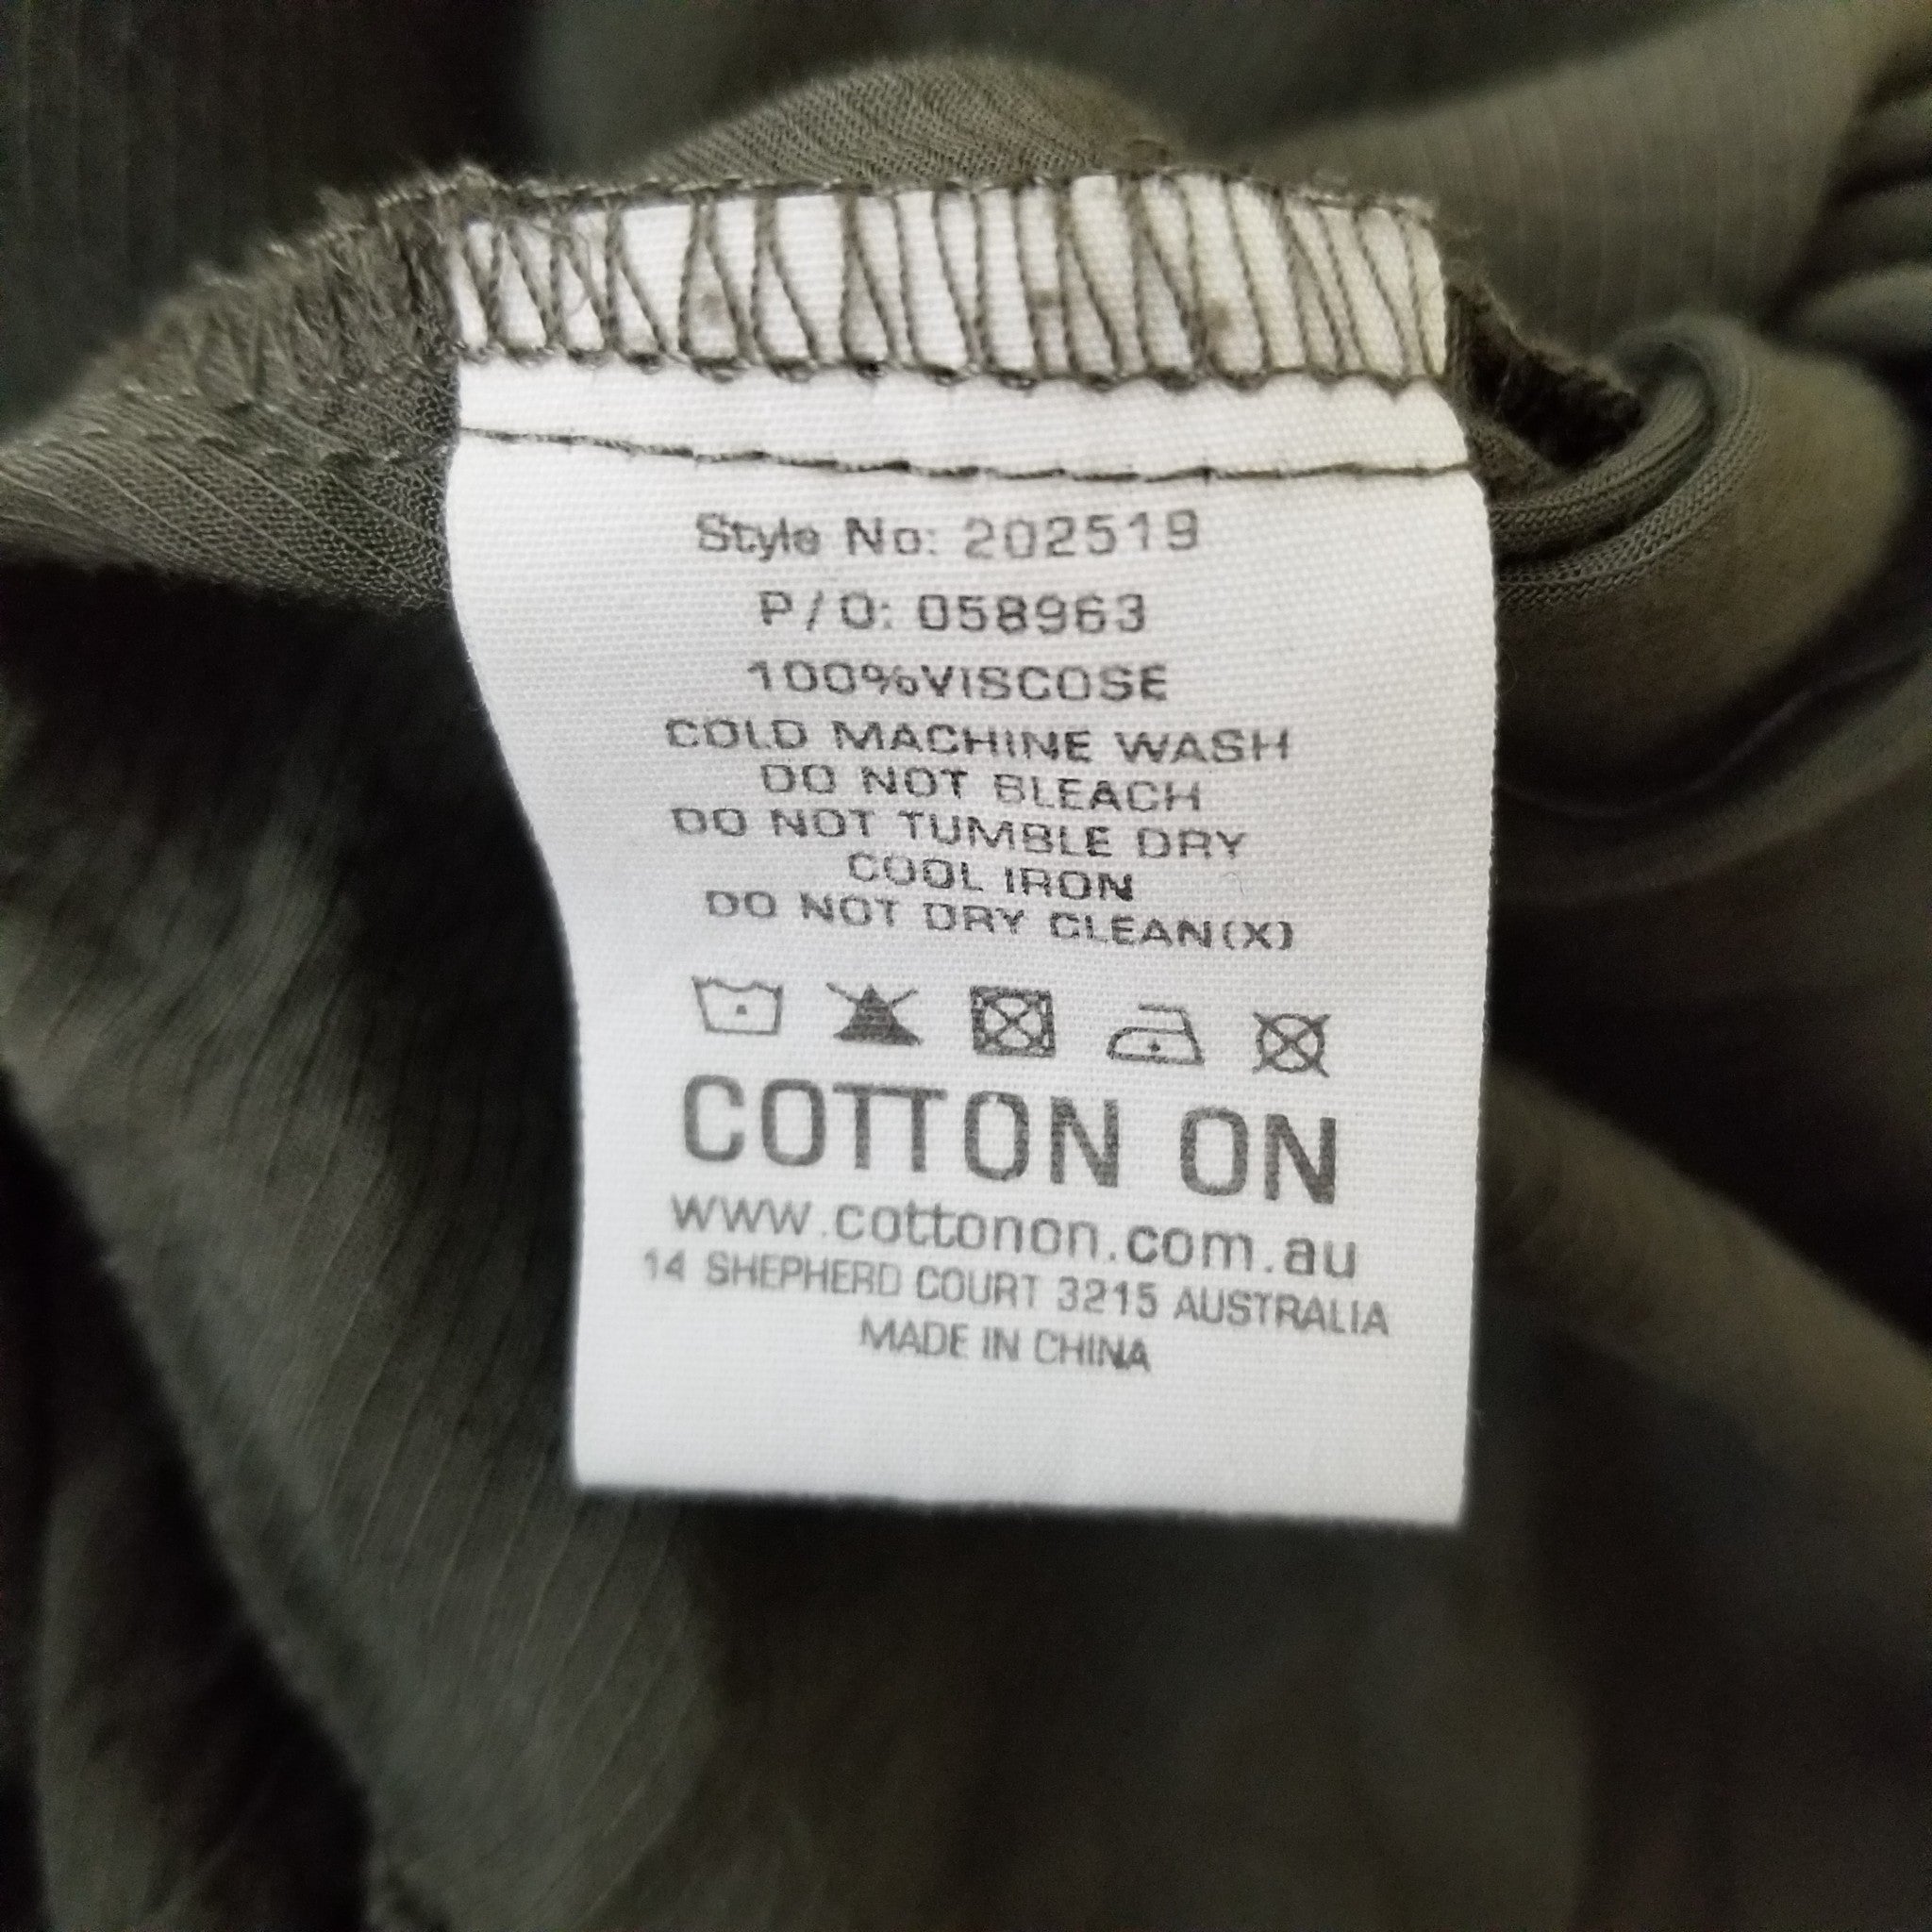 Style No: 202519
P/O: 058963
100%VISCOSE
COLD MACHINE WASH
DO NOT BLEACH
DO NOT TUMBLE DRY
COOL IRON
DO NOT DRY CLEAN(X)
COTTON ON
www.cottonon.com.au
14 SHEPHERD COURT 3215 AUSTRALIA
MADE IN CHINA